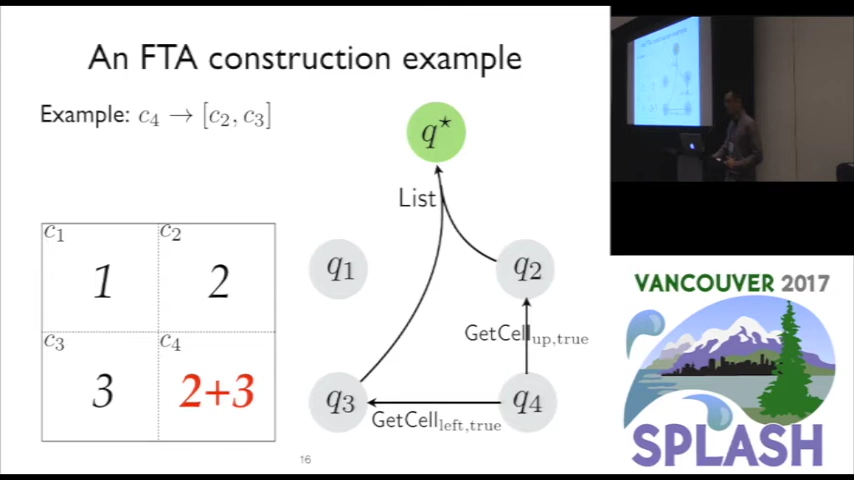 An FTA construction example
Example: c₄ → [c₂, c₃]
q⋆
List
c₁
c₂
1
2
q₁
q₂
GetCell_up,true
c₃
c₄
3
2+3
q₃
q₄
GetCell_left,true
16
VANCOUVER 2017
SPLASH